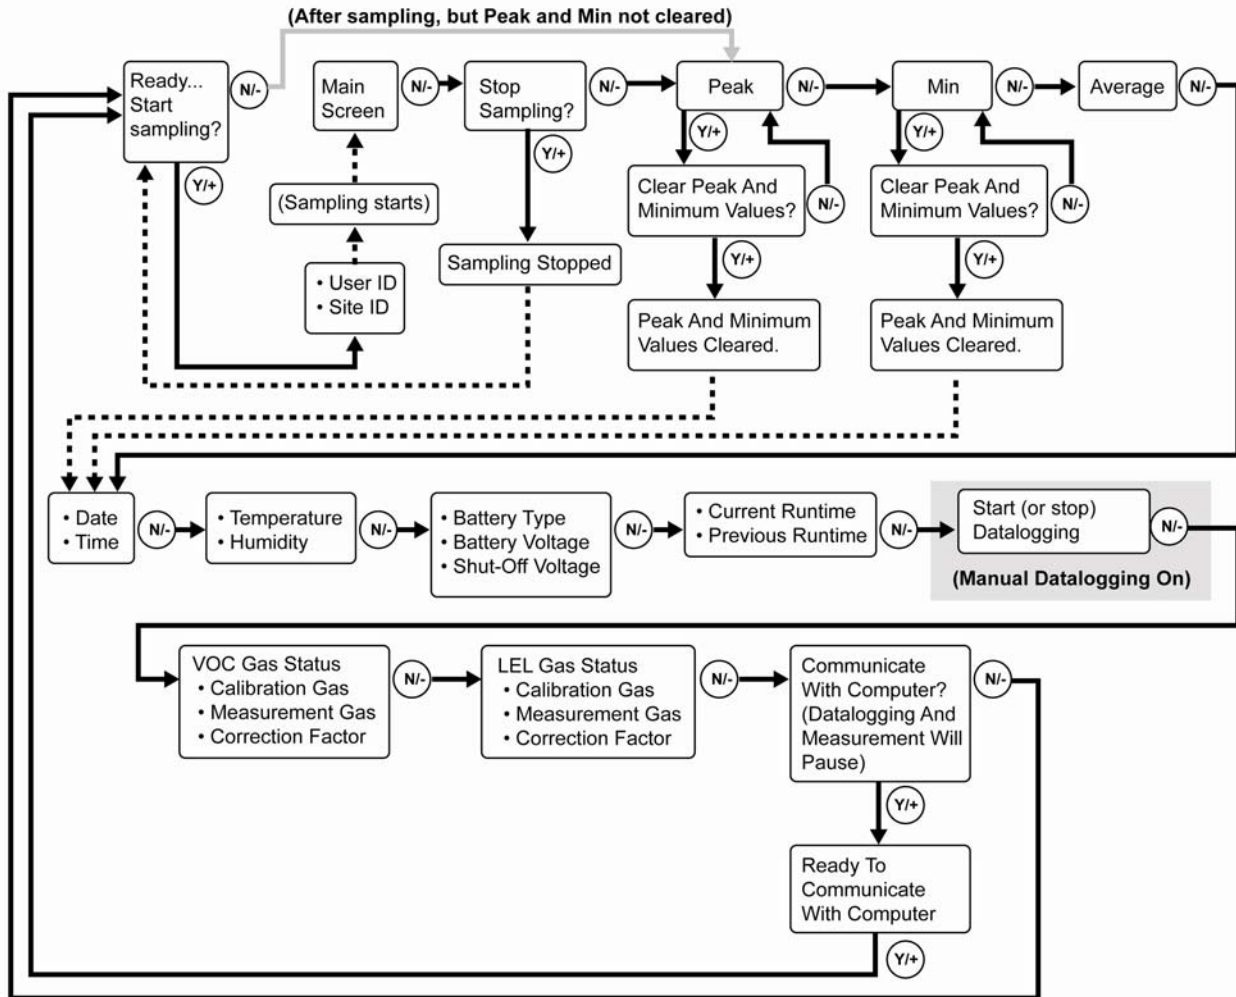 (After sampling, but Peak and Min not cleared)
Ready...
Start
sampling?
N/-
Y/+
Main
Screen
N/-
(Sampling starts)
• User ID
• Site ID
Stop
Sampling?
N/-
Y/+
Sampling Stopped
Peak
N/-
Y/+
Clear Peak And
Minimum Values?
N/-
Y/+
Peak And Minimum
Values Cleared.
Min
N/-
Y/+
Clear Peak And
Minimum Values?
N/-
Y/+
Peak And Minimum
Values Cleared.
Average
N/-
• Date
• Time
N/-
• Temperature
• Humidity
N/-
• Battery Type
• Battery Voltage
• Shut-Off Voltage
N/-
• Current Runtime
• Previous Runtime
N/-
Start (or stop)
Datalogging
N/-
(Manual Datalogging On)
VOC Gas Status
• Calibration Gas
• Measurement Gas
• Correction Factor
N/-
LEL Gas Status
• Calibration Gas
• Measurement Gas
• Correction Factor
N/-
Communicate
With Computer?
(Datalogging And
Measurement Will
Pause)
N/-
Y/+
Ready To
Communicate
With Computer
Y/+